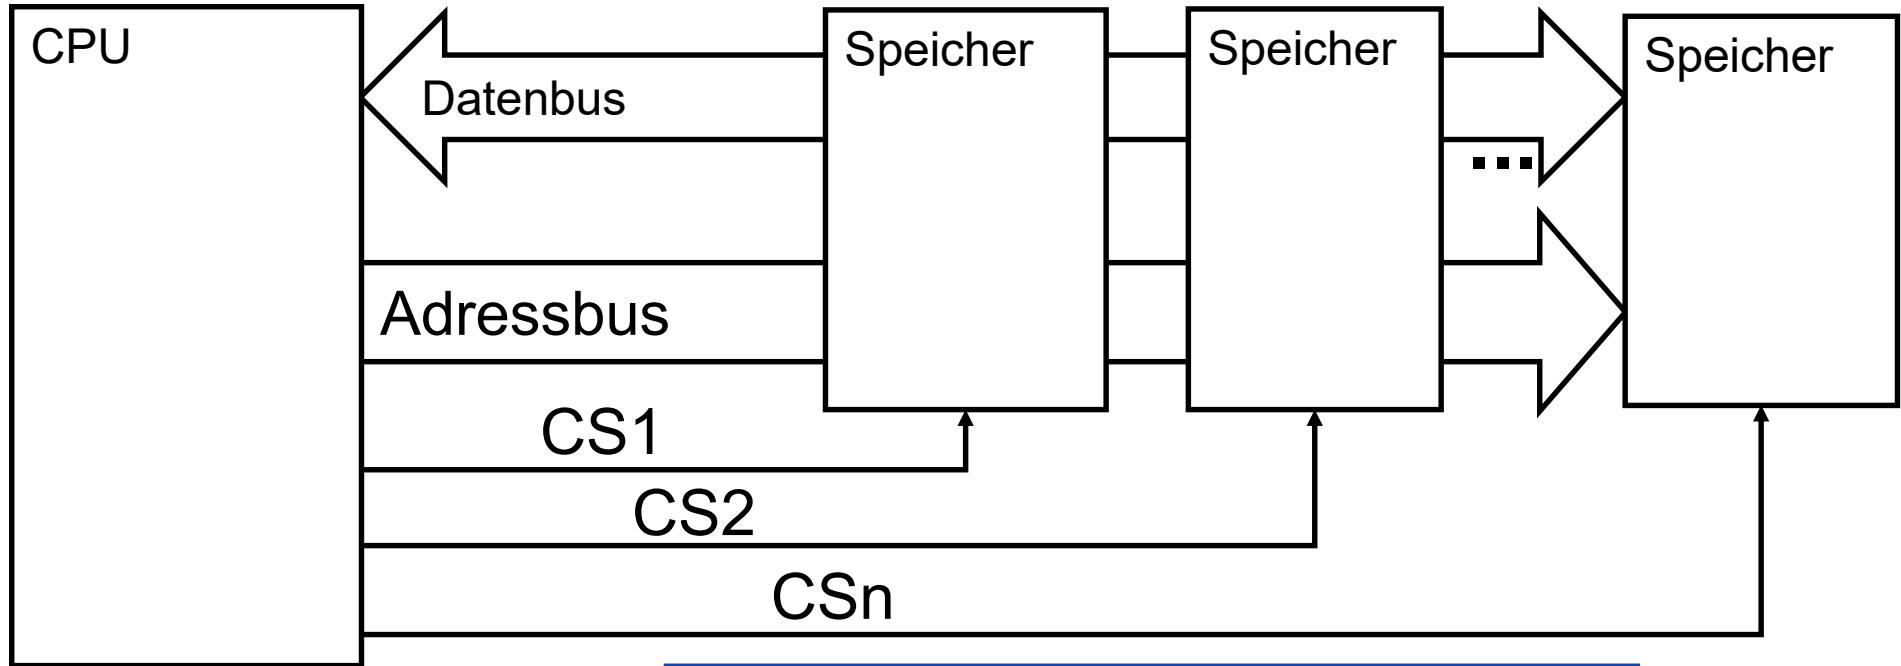 CPU
Datenbus
Speicher
Speicher
Speicher
...
Adressbus
CS1
CS2
CSn